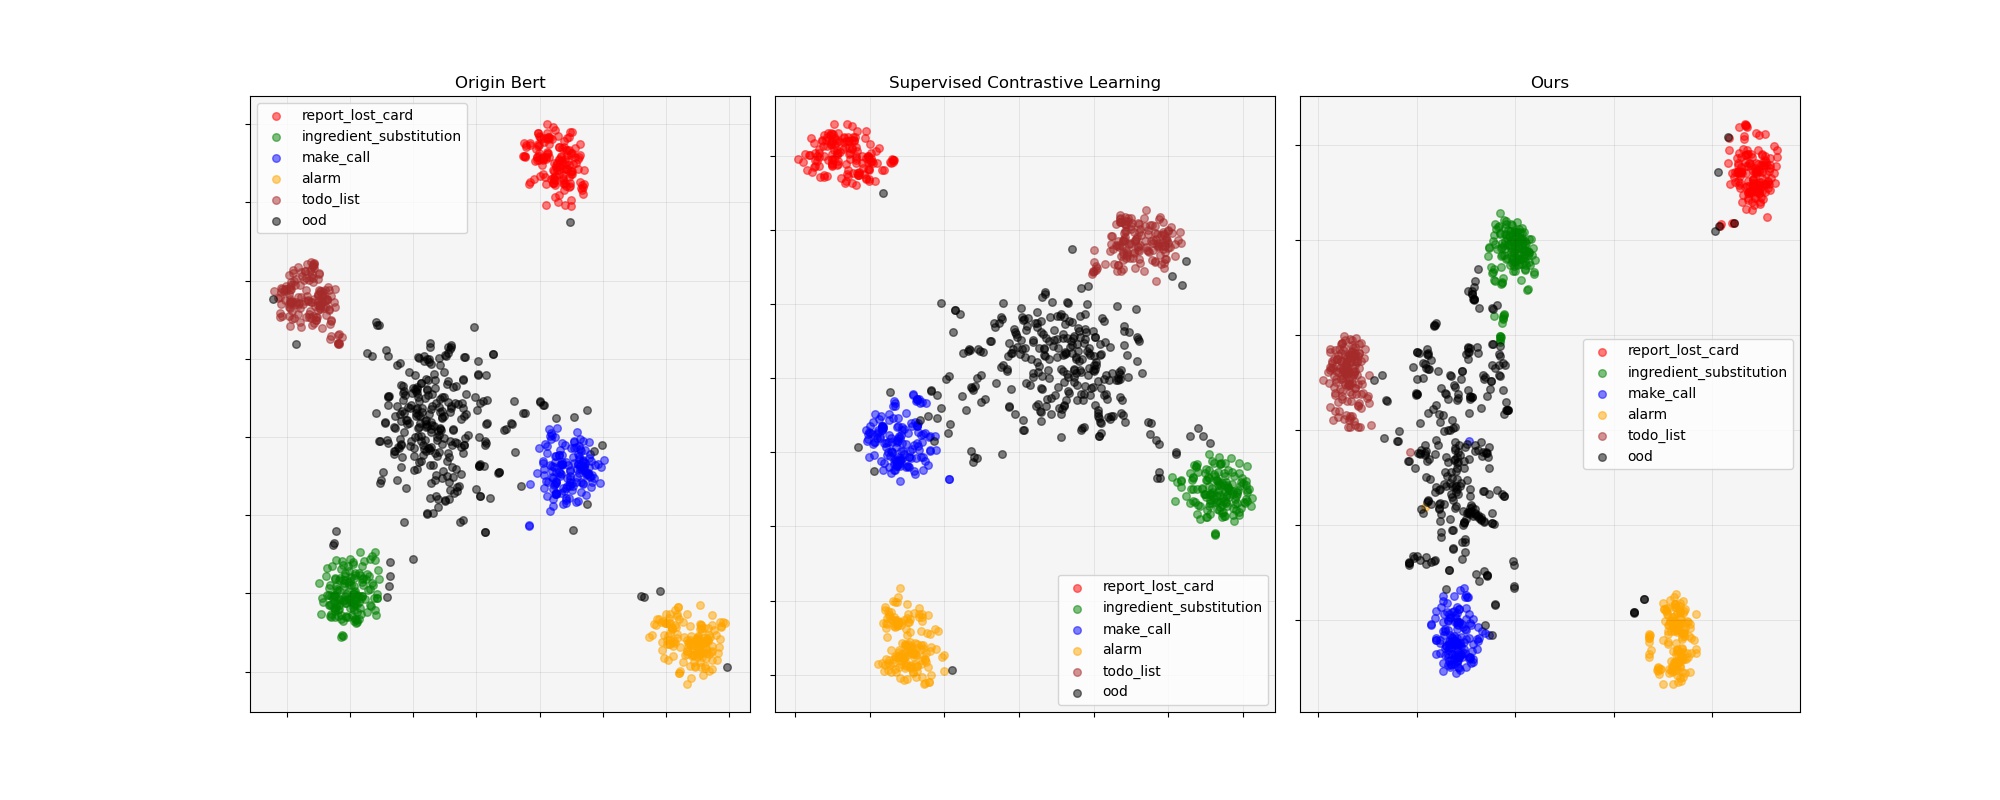 Origin Bert
report_lost_card
ingredient_substitution
make_call
alarm
todo_list
ood
Supervised Contrastive Learning
report_lost_card
ingredient_substitution
make_call
alarm
todo_list
ood
Ours
report_lost_card
ingredient_substitution
make_call
alarm
todo_list
ood